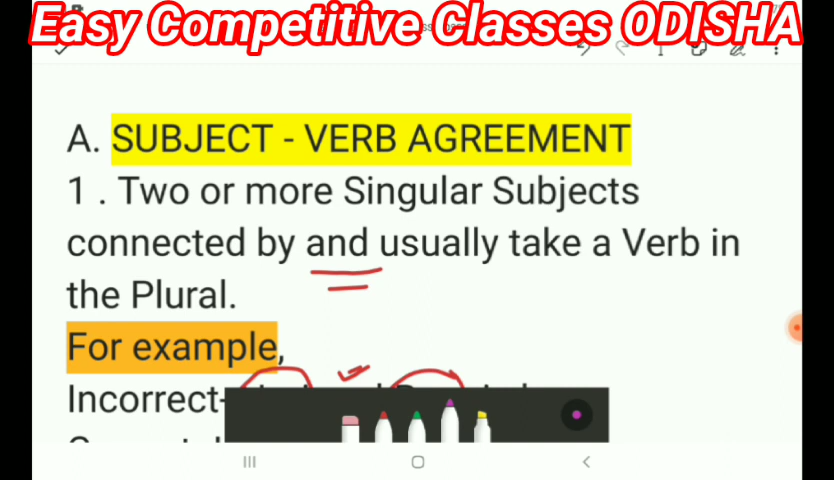 Easy Competitive Classes ODISHA
A. SUBJECT - VERB AGREEMENT
1 . Two or more Singular Subjects
connected by and usually take a Verb in
the Plural.
For example,
Incorrect-